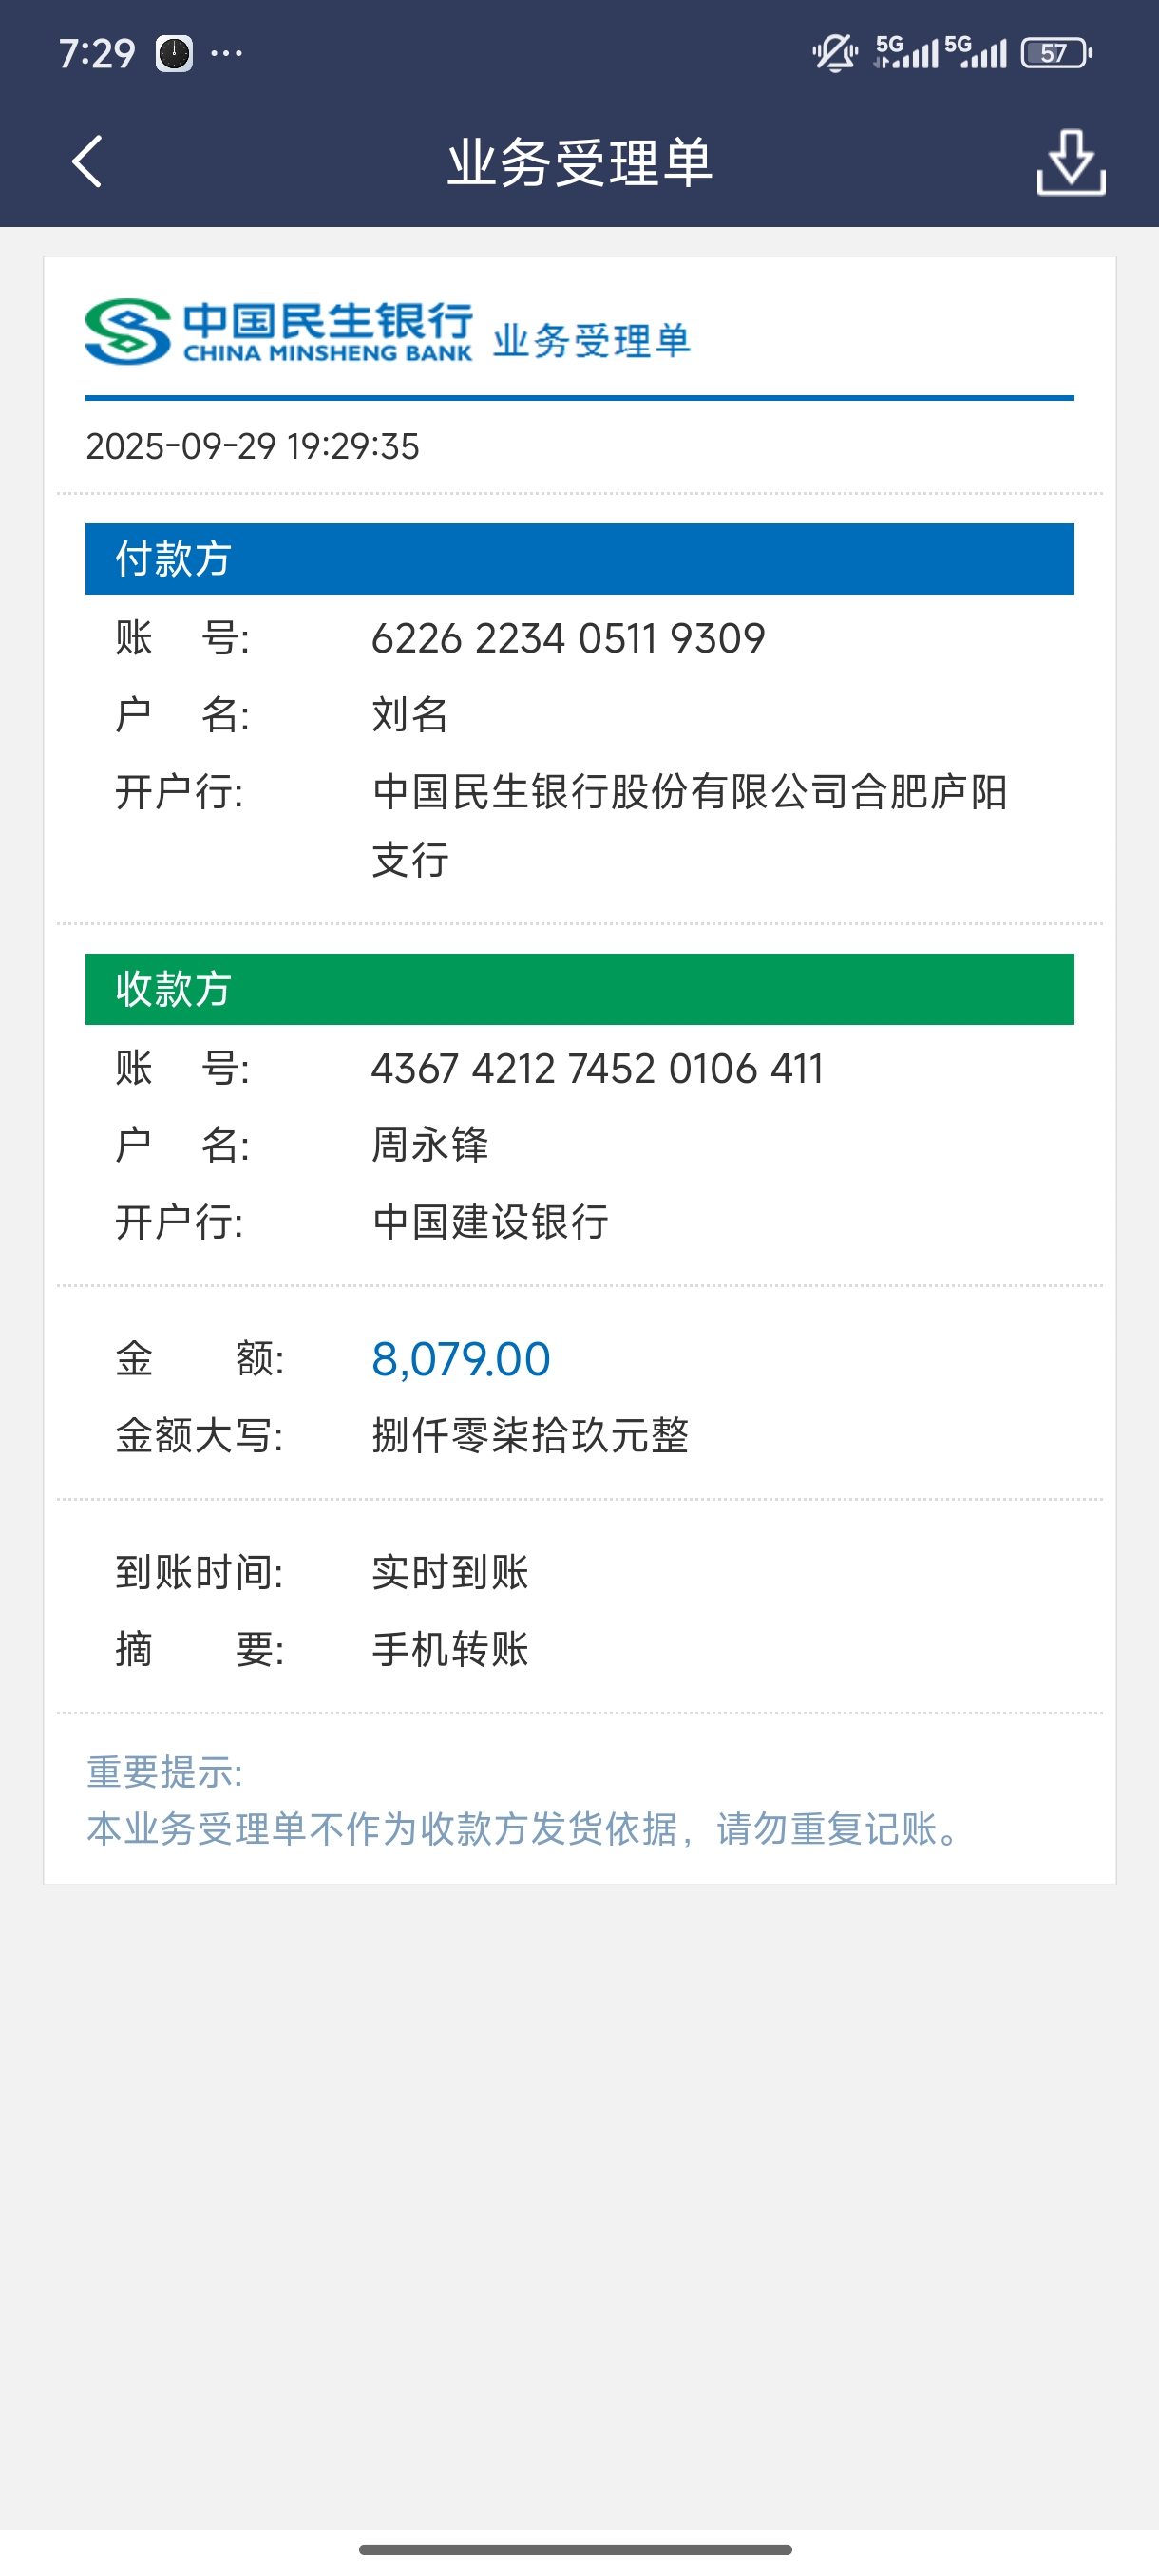 7:29 ... 5G 5G 57
业务受理单
中国民生银行 业务受理单
CHINA MINSHENG BANK
2025-09-29 19:29:35
付款方
账 号: 6226 2234 0511 9309
户 名: 刘名
开户行: 中国民生银行股份有限公司合肥庐阳
支行
收款方
账 号: 4367 4212 7452 0106 411
户 名: 周永锋
开户行: 中国建设银行
金 额: 8,079.00
金额大写: 捌仟零柒拾玖元整
到账时间: 实时到账
摘 要: 手机转账
重要提示:
本业务受理单不作为收款方发货依据，请勿重复记账。